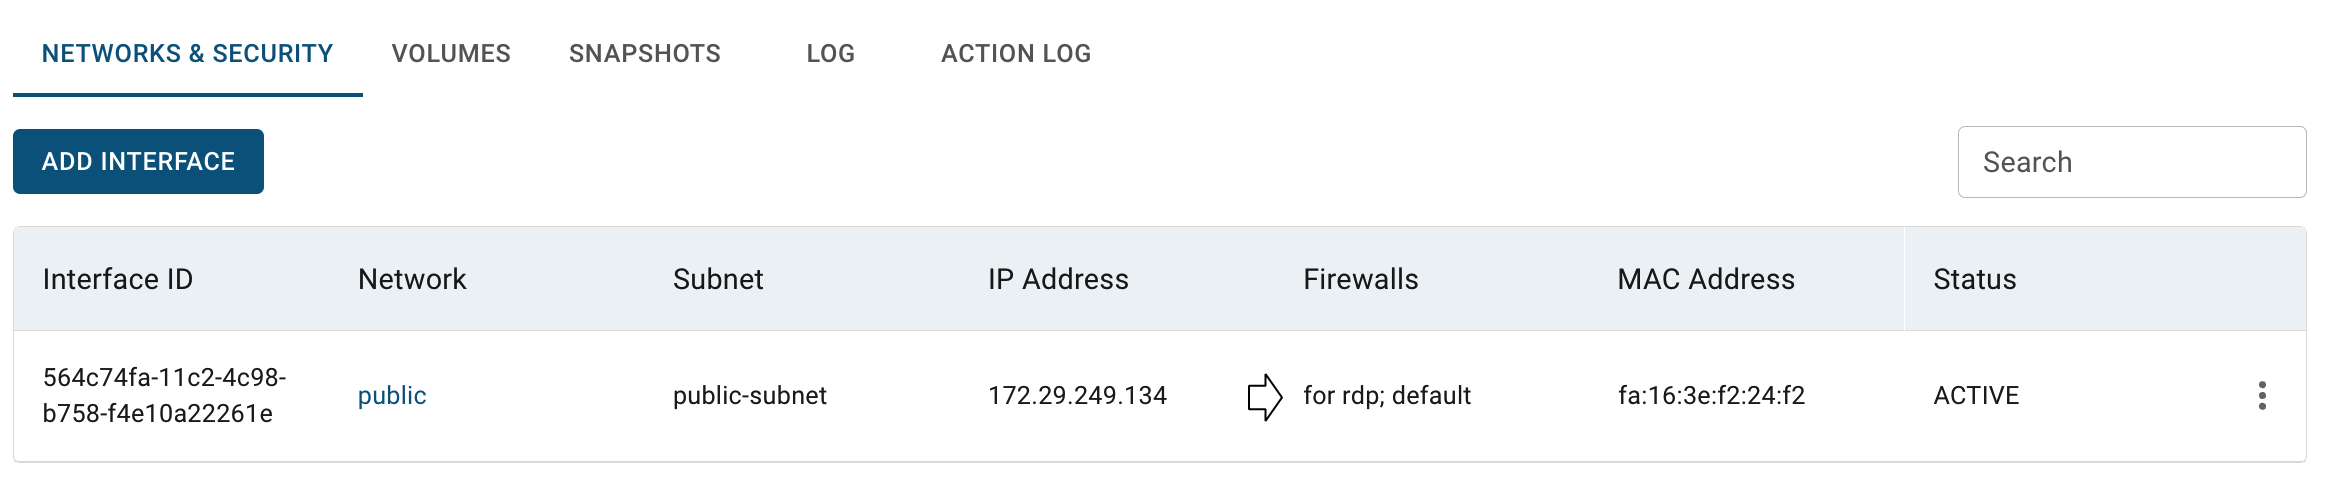 NETWORKS & SECURITY VOLUMES SNAPSHOTS LOG ACTION LOG
ADD INTERFACE Search
Interface ID Network Subnet IP Address Firewalls MAC Address Status
564c74fa-11c2-4c98-
b758-f4e10a22261e public public-subnet 172.29.249.134 for rdp; default fa:16:3e:f2:24:f2 ACTIVE